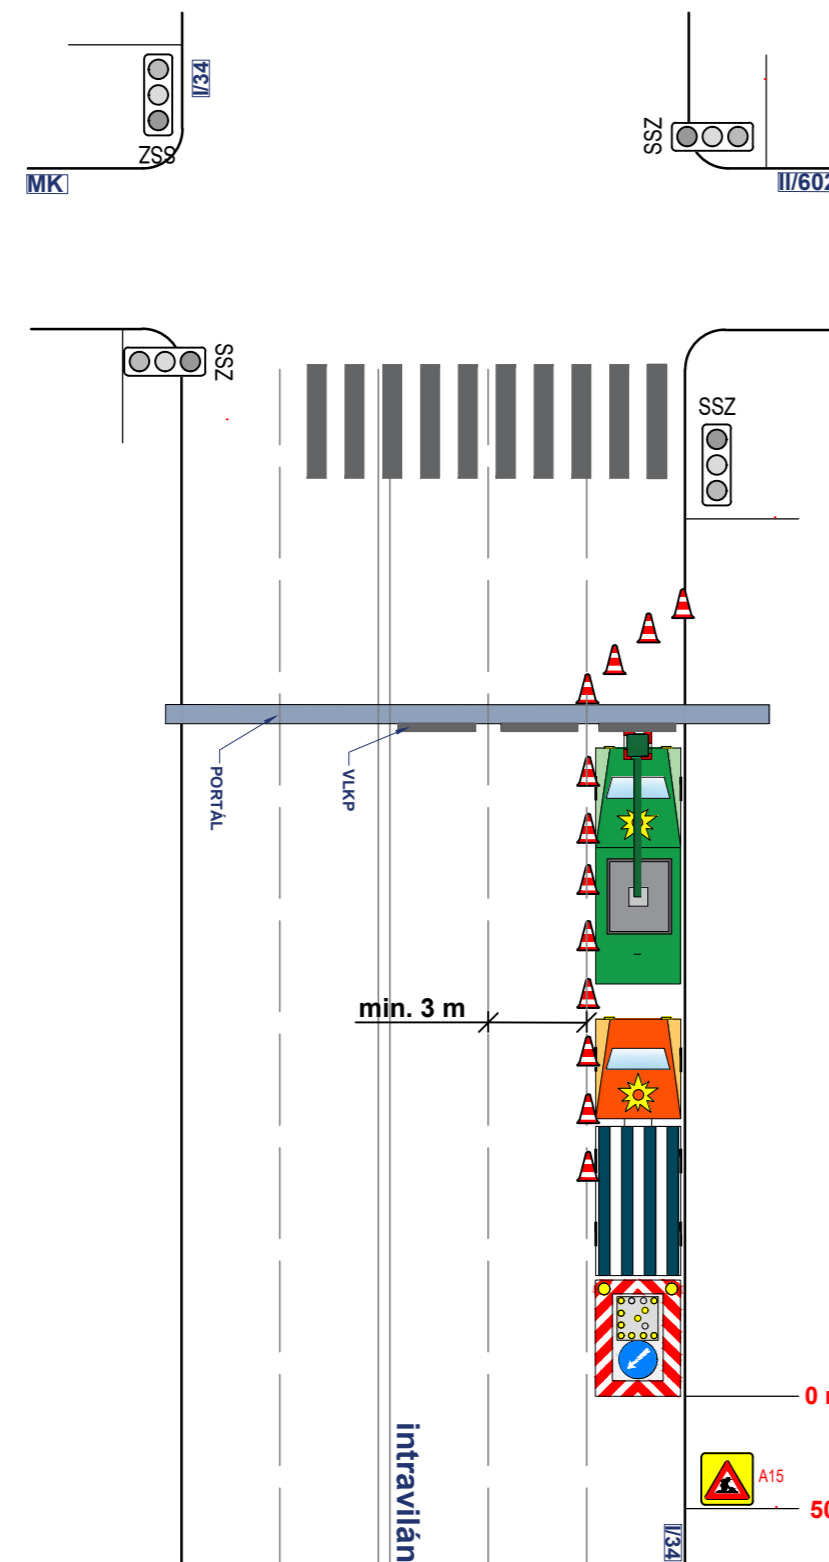 I/34
SSZ
ZSS
MK
II/602
SSZ
SSZ
PORTÁL
VLKP
min. 3 m
0
A15
50
intravilán
I/34